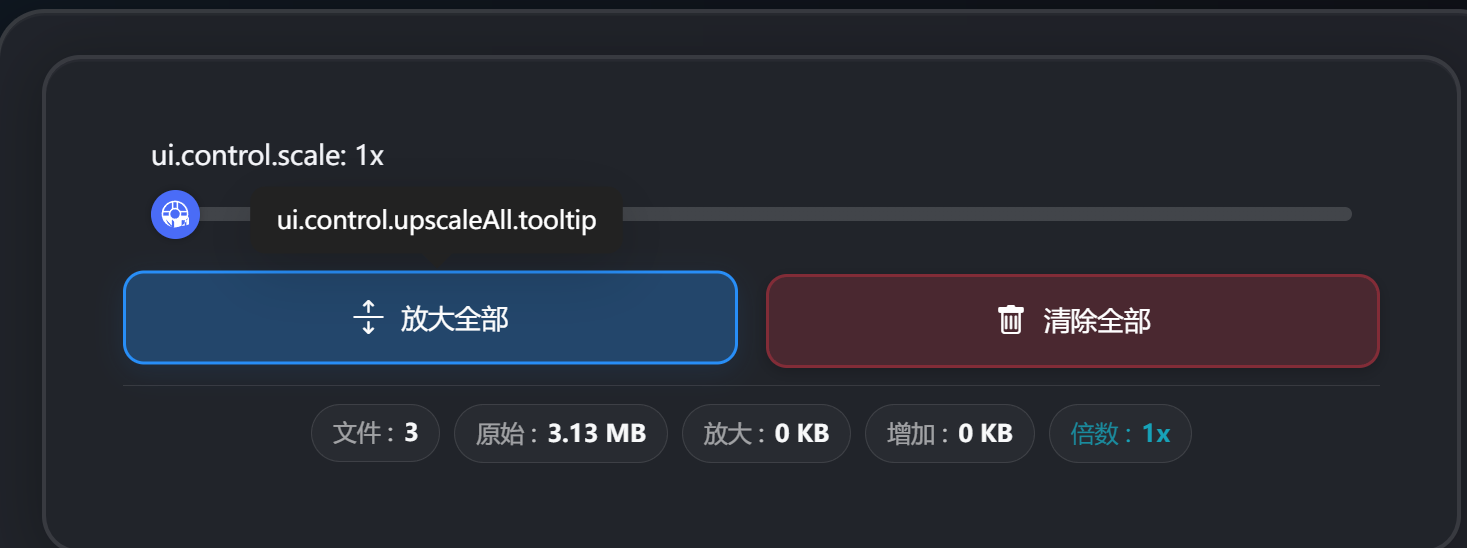 ui.control.scale: 1x
ui.control.upscaleAll.tooltip
放大全部
清除全部
文件 : 3
原始 : 3.13 MB
放大 : 0 KB
增加 : 0 KB
倍数 : 1x